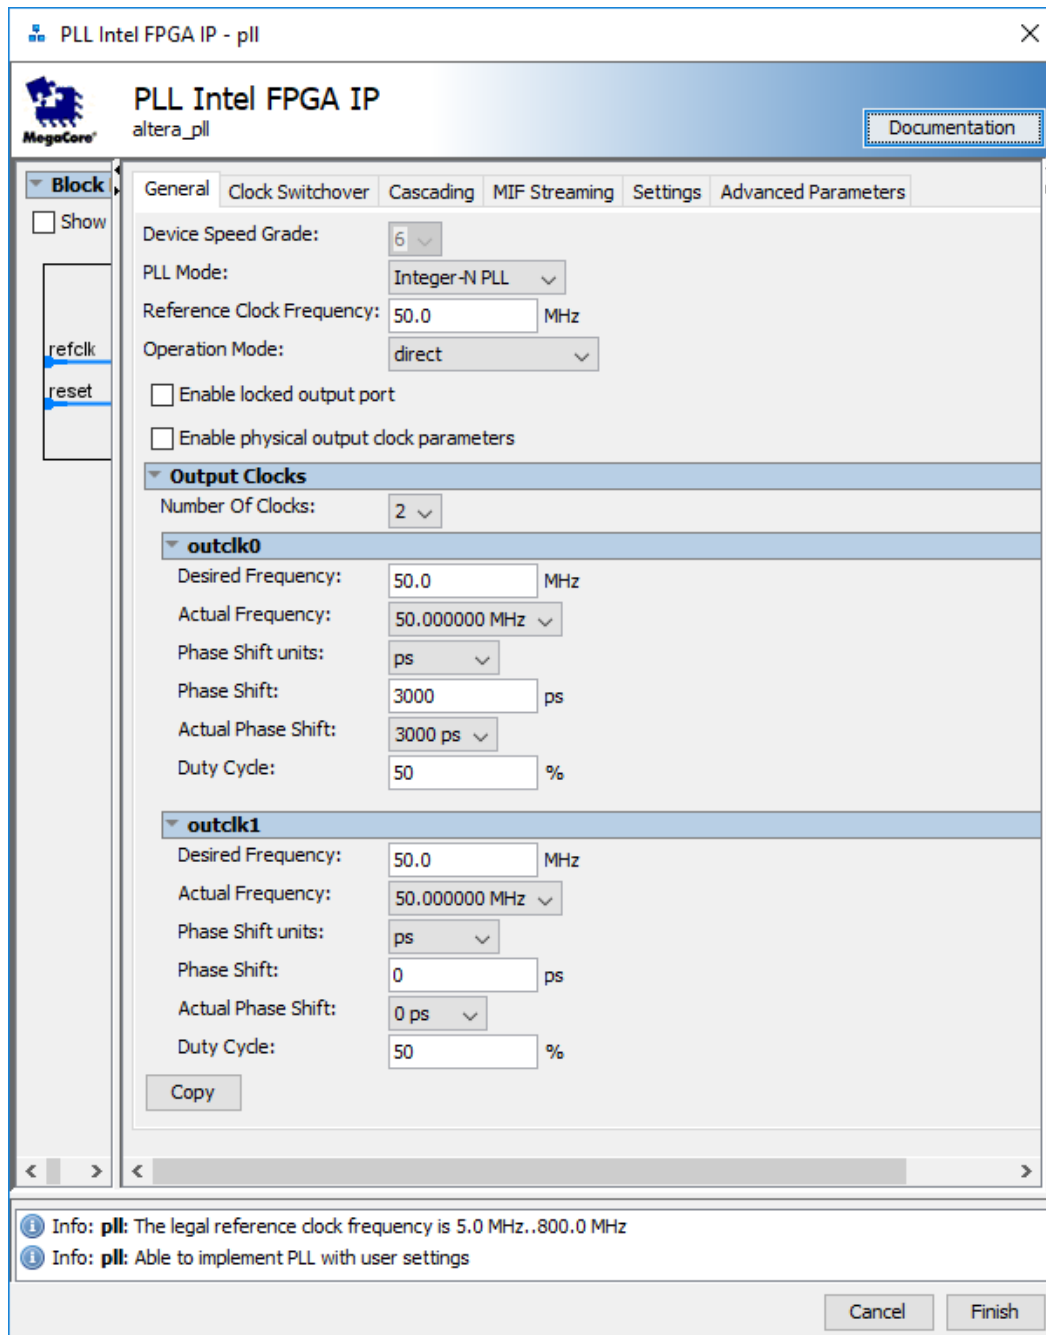 PLL Intel FPGA IP - pll
PLL Intel FPGA IP
altera_pll
MegaCore®
Documentation
Block
Show
refclk
reset
General Clock Switchover Cascading MIF Streaming Settings Advanced Parameters
Device Speed Grade: 6
PLL Mode: Integer-N PLL
Reference Clock Frequency: 50.0 MHz
Operation Mode: direct
Enable locked output port
Enable physical output clock parameters
Output Clocks
Number Of Clocks: 2
outclk0
Desired Frequency: 50.0 MHz
Actual Frequency: 50.000000 MHz
Phase Shift units: ps
Phase Shift: 3000 ps
Actual Phase Shift: 3000 ps
Duty Cycle: 50 %
outclk1
Desired Frequency: 50.0 MHz
Actual Frequency: 50.000000 MHz
Phase Shift units: ps
Phase Shift: 0 ps
Actual Phase Shift: 0 ps
Duty Cycle: 50 %
Copy
Info: pll: The legal reference clock frequency is 5.0 MHz..800.0 MHz
Info: pll: Able to implement PLL with user settings
Cancel Finish